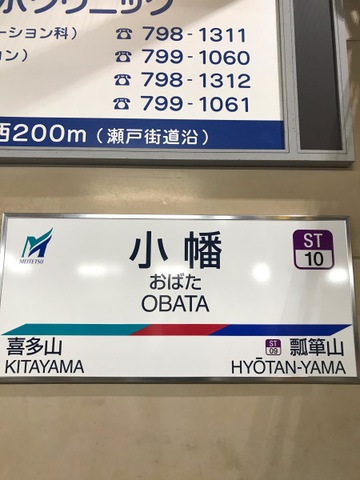 ーション科) ☎ 798-1311
ョン) ☎ 799-1060
☎ 798-1312
☎ 799-1061
西200m(瀬戸街道沿)
MEITETSU
小幡
おばた
OBATA
ST
10
喜多山
KITAYAMA
ST
09
瓢箪山
HYŌTAN-YAMA